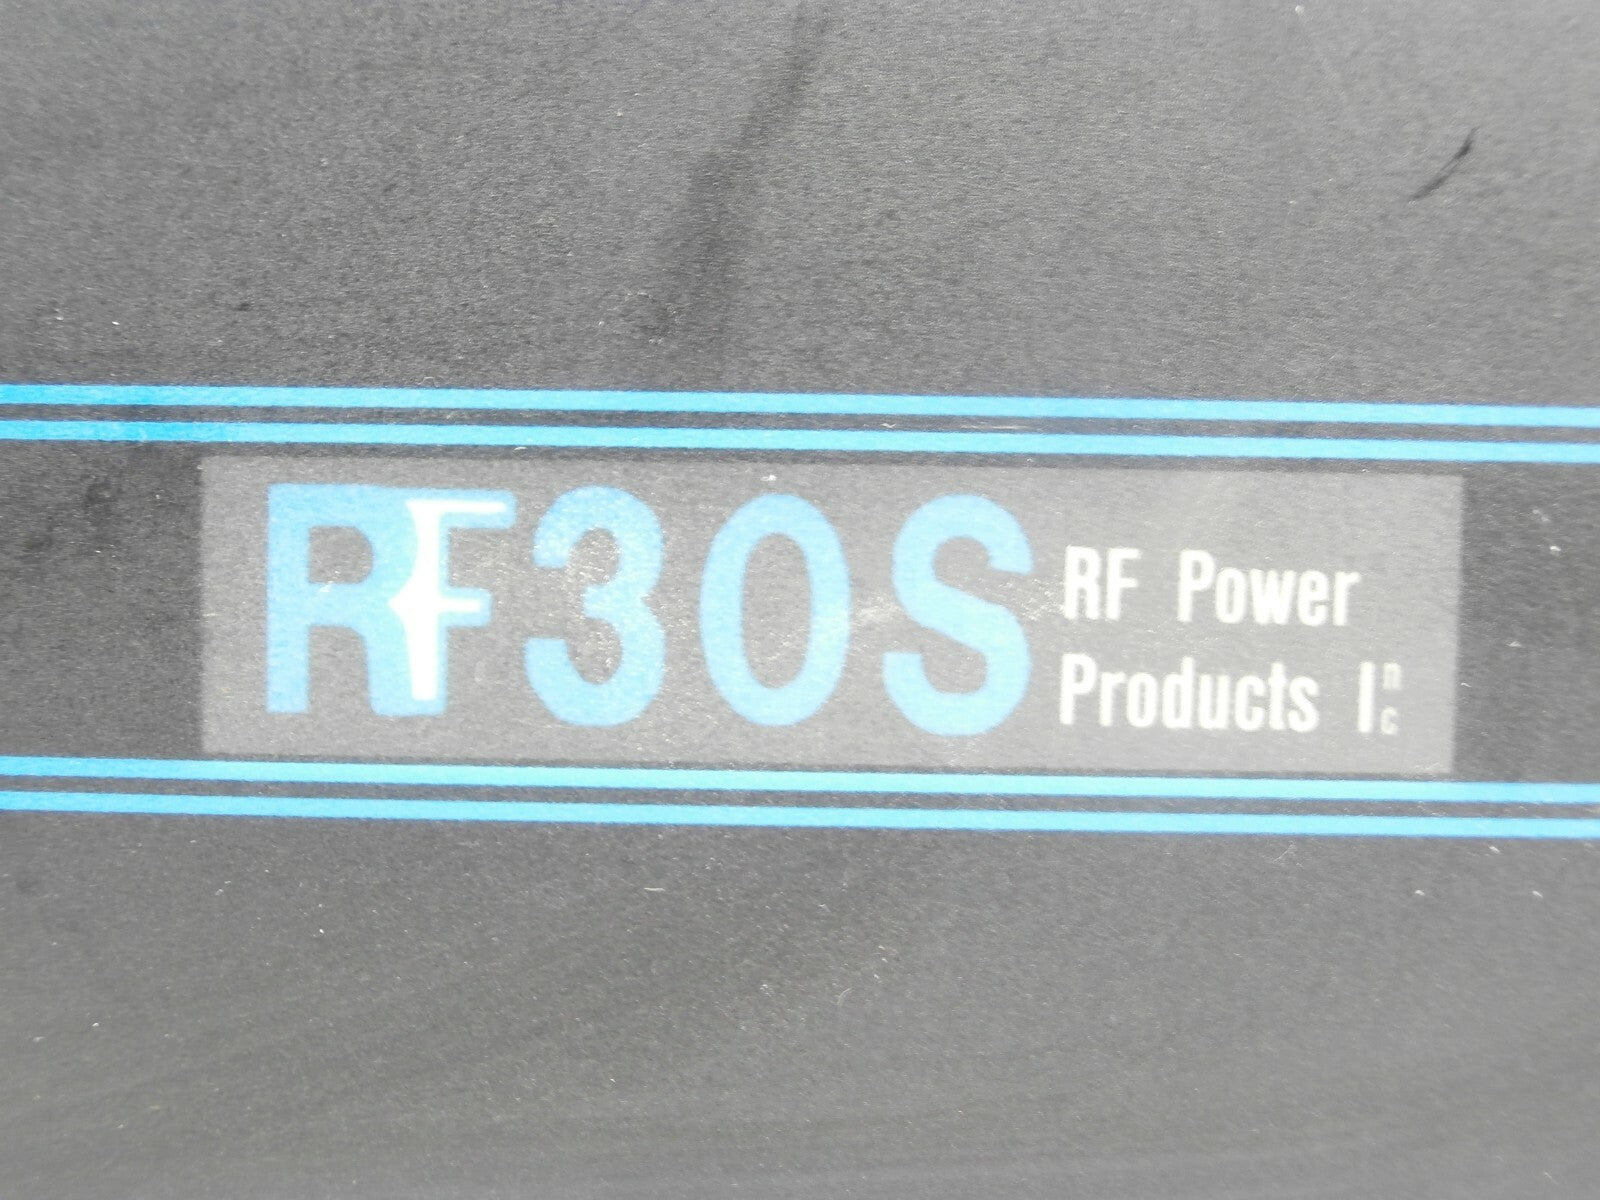 RF30S
RF Power
Products Inc